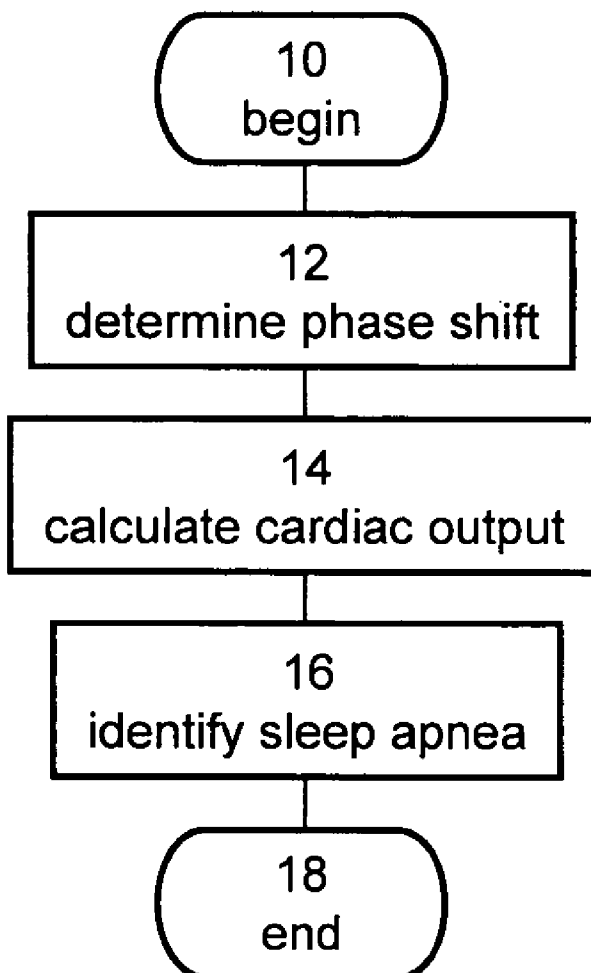 10
begin
12
determine phase shift
14
calculate cardiac output
16
identify sleep apnea
18
end